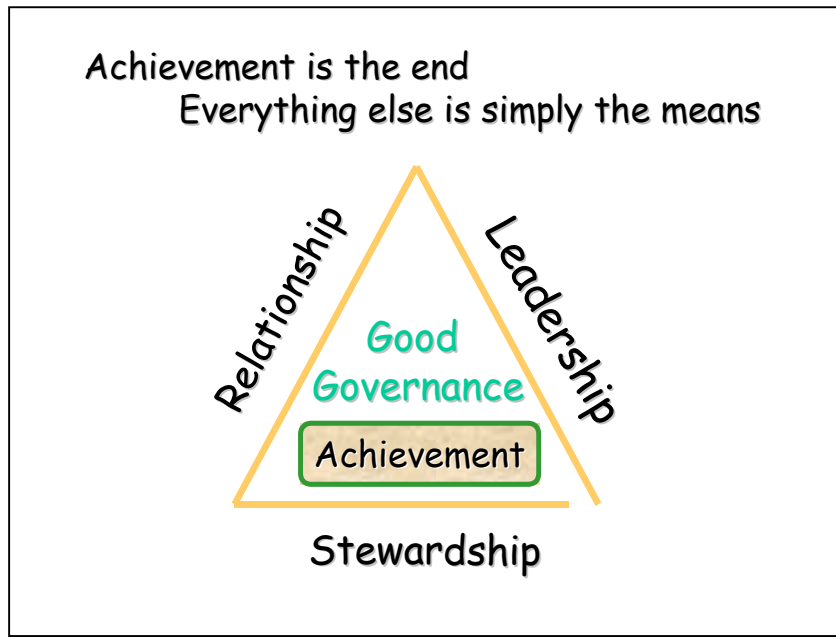 Achievement is the end
Everything else is simply the means
Relationship
Leadership
Good
Governance
Achievement
Stewardship